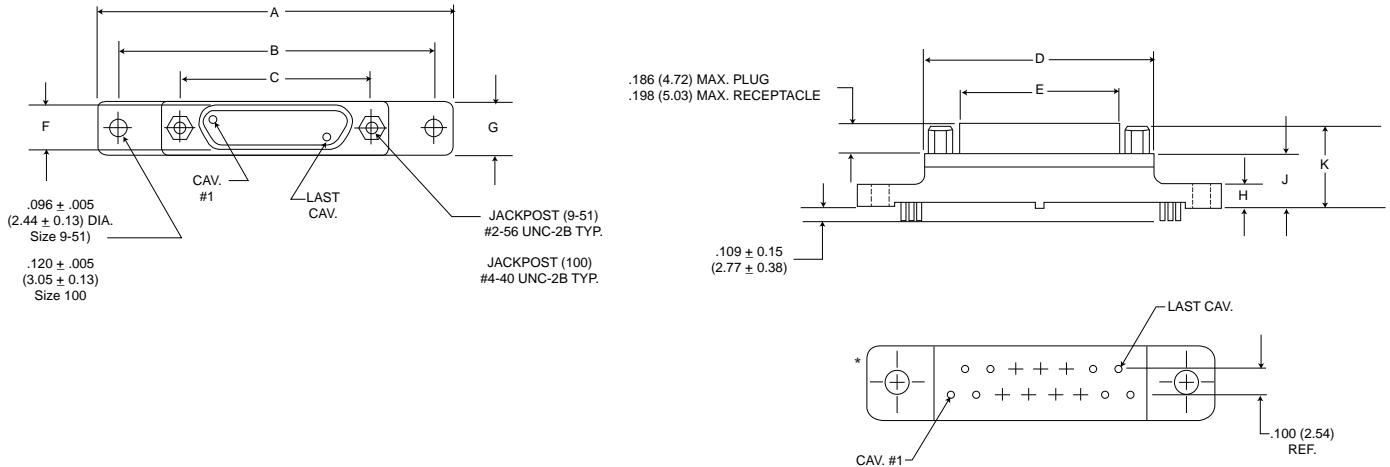 A
B
C
F
G
CAV.
#1
LAST
CAV.
.096 ± .005
(2.44 ± 0.13) DIA.
Size 9-51)
.120 ± .005
(3.05 ± 0.13)
Size 100
JACKPOST (9-51)
#2-56 UNC-2B TYP.
JACKPOST (100)
#4-40 UNC-2B TYP.
D
.186 (4.72) MAX. PLUG
.198 (5.03) MAX. RECEPTACLE
E
K
J
H
.109 ± 0.15
(2.77 ± 0.38)
LAST CAV.
*
.100 (2.54)
REF.
CAV. #1